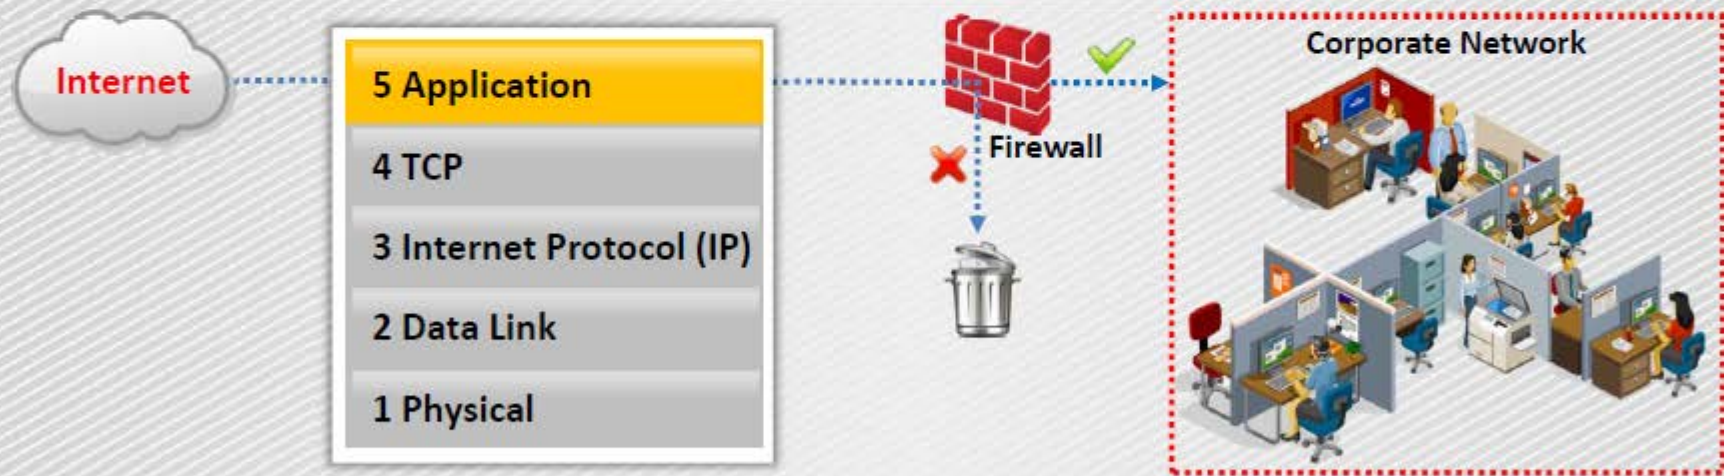 Internet
5 Application
4 TCP
3 Internet Protocol (IP)
2 Data Link
1 Physical
Firewall
Corporate Network